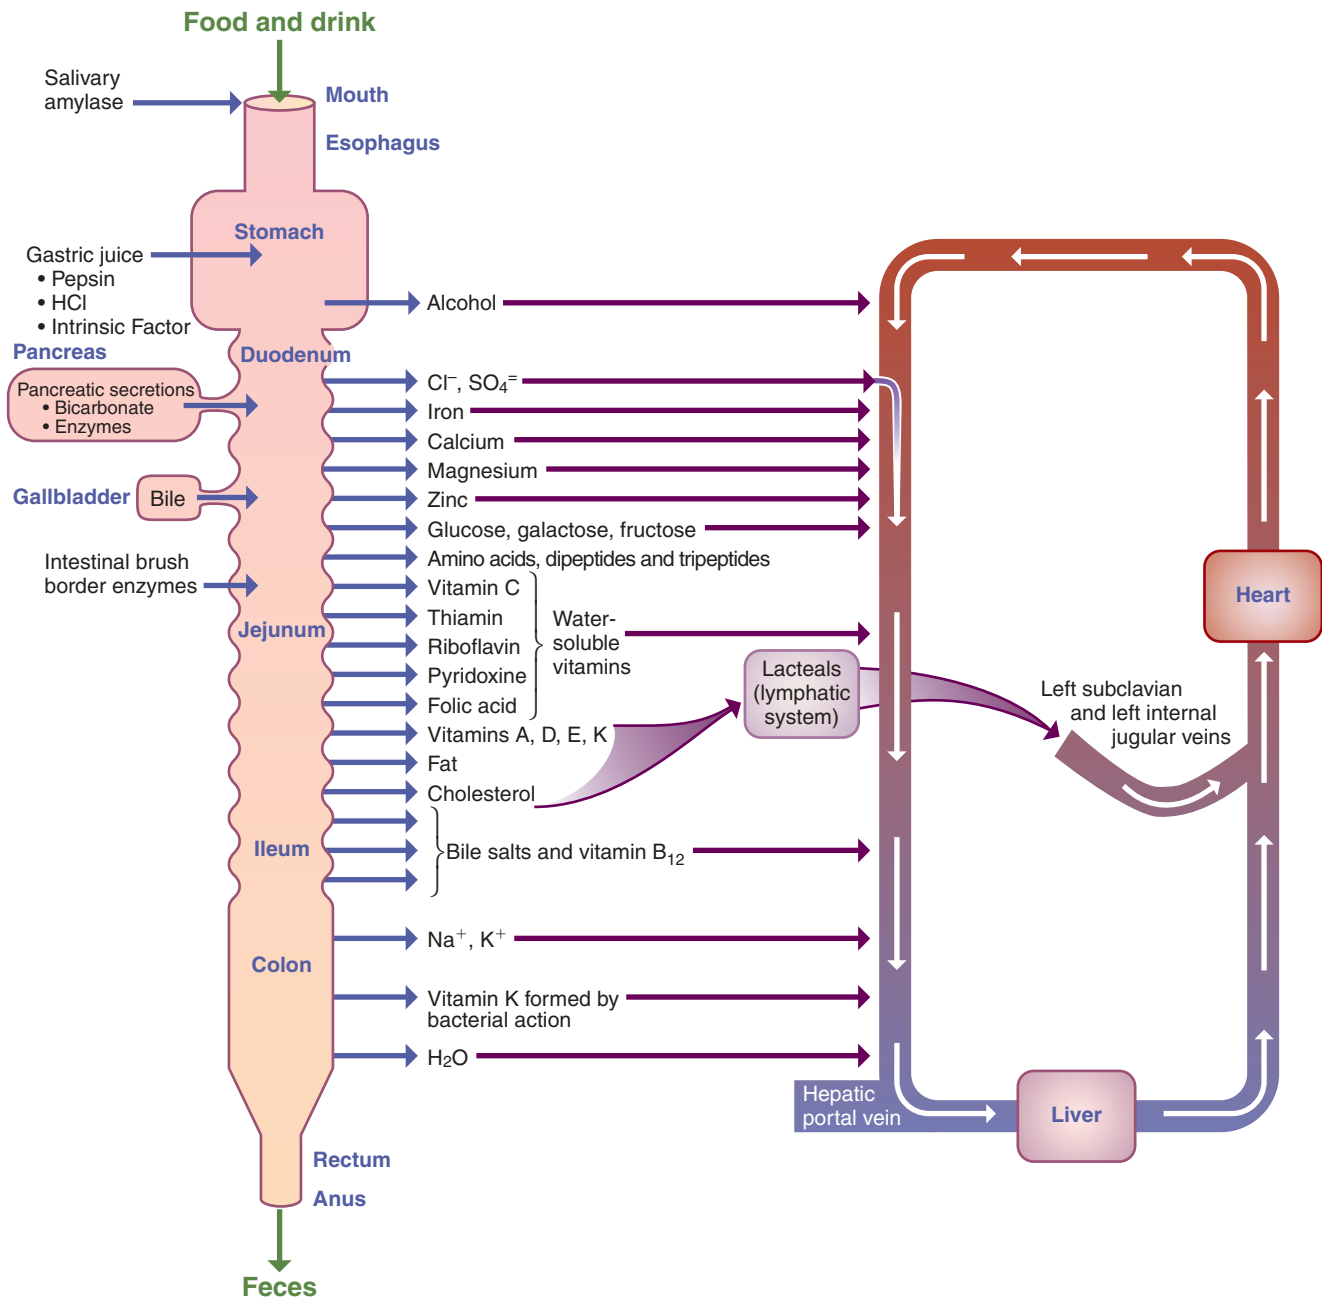 Food and drink
Salivary
amylase
Mouth
Esophagus
Stomach
Gastric juice
• Pepsin
• HCl
• Intrinsic Factor
Alcohol
Pancreas
Duodenum
Pancreatic secretions
• Bicarbonate
• Enzymes
Cl⁻, SO₄⁼
Iron
Calcium
Magnesium
Gallbladder
Bile
Zinc
Glucose, galactose, fructose
Intestinal brush
border enzymes
Amino acids, dipeptides and tripeptides
Vitamin C
Thiamin
Riboflavin
Pyridoxine
Folic acid
Water-
soluble
vitamins
Jejunum
Heart
Lacteals
(lymphatic
system)
Left subclavian
and left internal
jugular veins
Vitamins A, D, E, K
Fat
Cholesterol
Ileum
Bile salts and vitamin B₁₂
Na⁺, K⁺
Colon
Vitamin K formed by
bacterial action
H₂O
Hepatic
portal vein
Liver
Rectum
Anus
Feces